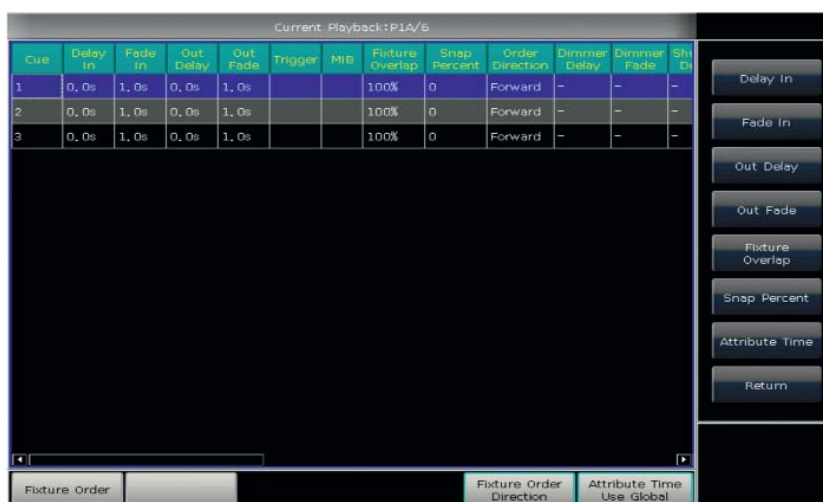 Current Playback:P1A/6
Cue Delay In Fade In Out Delay Out Fade Trigger MIB Fixture Overlap Snap Percent Order Direction Dimmer Delay Dimmer Fade
1 0.0s 1.0s 0.0s 1.0s 100% 0 Forward - - -
2 0.0s 1.0s 0.0s 1.0s 100% 0 Forward - - -
3 0.0s 1.0s 0.0s 1.0s 100% 0 Forward - - -
Delay In
Fade In
Out Delay
Out Fade
Fixture
Overlap
Snap Percent
Attribute Time
Return
Fixture Order
Fixture Order
Direction
Attribute Time
Use Global